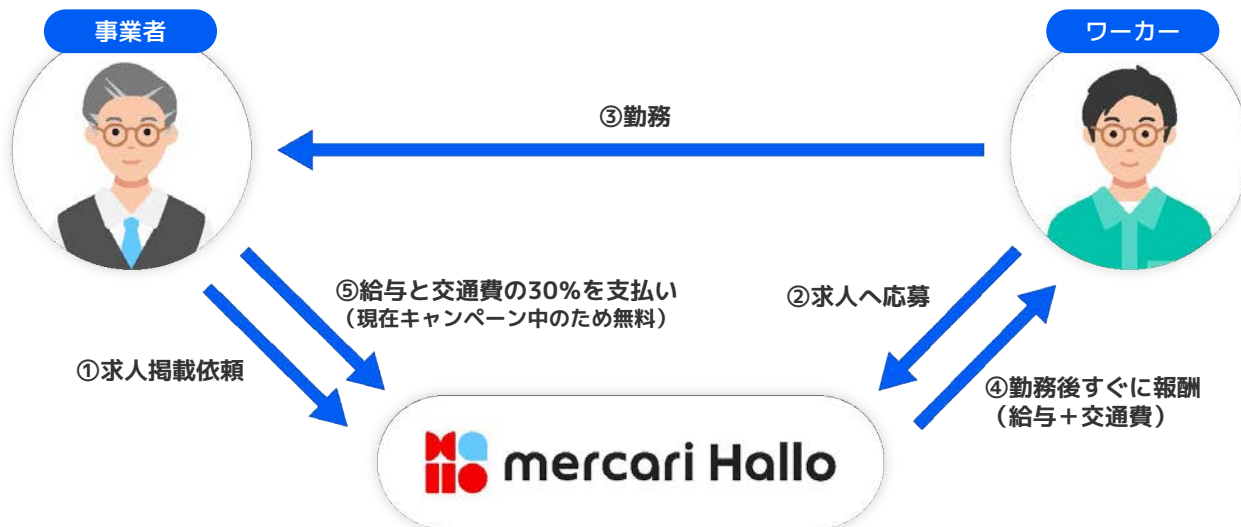 事業者
ワーカー
③勤務
⑤給与と交通費の30%を支払い
（現在キャンペーン中のため無料）
②求人へ応募
①求人掲載依頼
④勤務後すぐに報酬
（給与＋交通費）
mercari Hallo